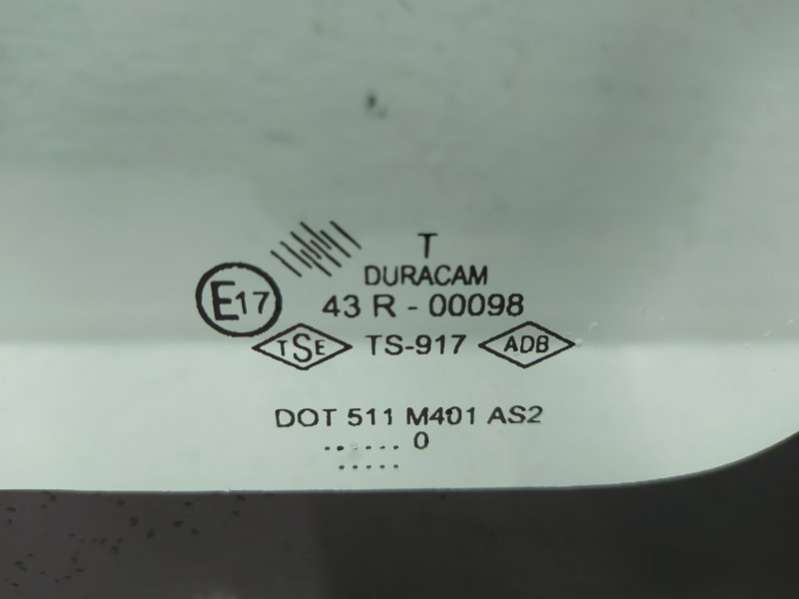 T
DURACAM
E17 43 R - 00098
TSE TS-917 ADB
DOT 511 M401 AS2
....... 0
.....